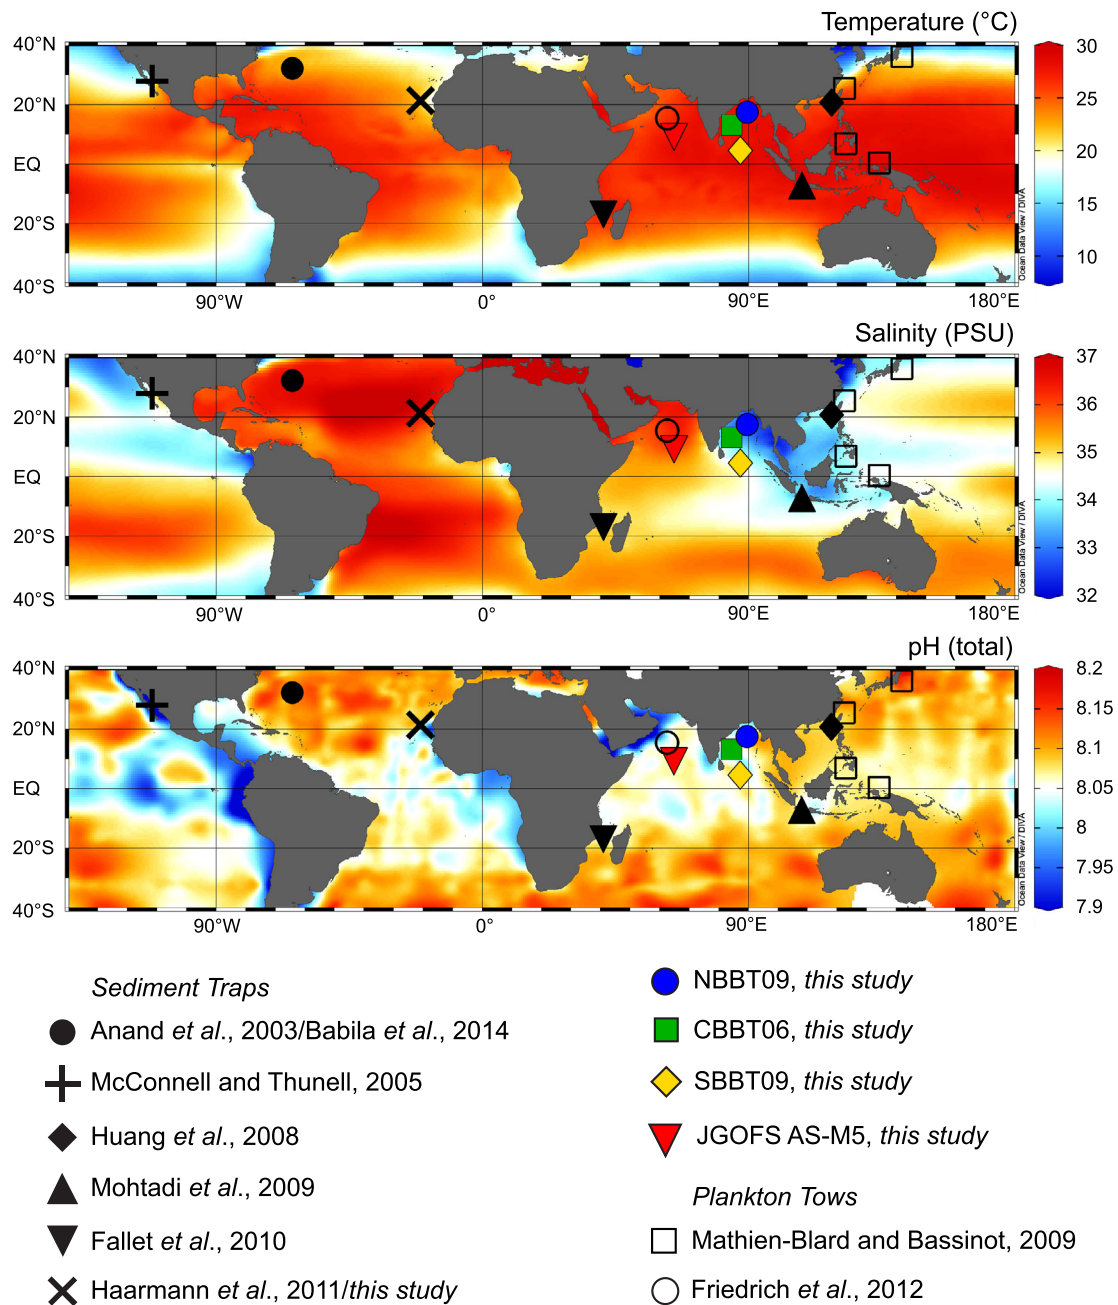 Temperature (°C)
40°N
20°N
EQ
20°S
40°S
90°W
0°
90°E
180°E
30
25
20
15
10
Ocean Data View / DIVA
Salinity (PSU)
40°N
20°N
EQ
20°S
40°S
90°W
0°
90°E
180°E
37
36
35
34
33
32
Ocean Data View / DIVA
pH (total)
40°N
20°N
EQ
20°S
40°S
90°W
0°
90°E
180°E
8.2
8.15
8.1
8.05
8
7.95
7.9
Ocean Data View / DIVA
Sediment Traps
Anand et al., 2003/Babila et al., 2014
McConnell and Thunell, 2005
Huang et al., 2008
Mohtadi et al., 2009
Fallet et al., 2010
Haarmann et al., 2011/this study
NBBT09, this study
CBBT06, this study
SBBT09, this study
JGOFS AS-M5, this study
Plankton Tows
Mathien-Blard and Bassinot, 2009
Friedrich et al., 2012